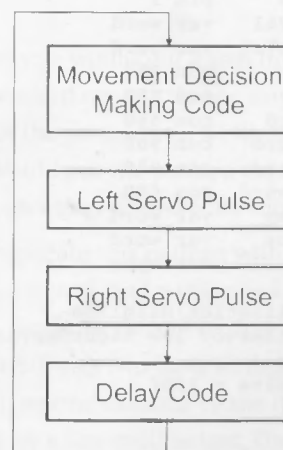 Movement Decision
Making Code
Left Servo Pulse
Right Servo Pulse
Delay Code